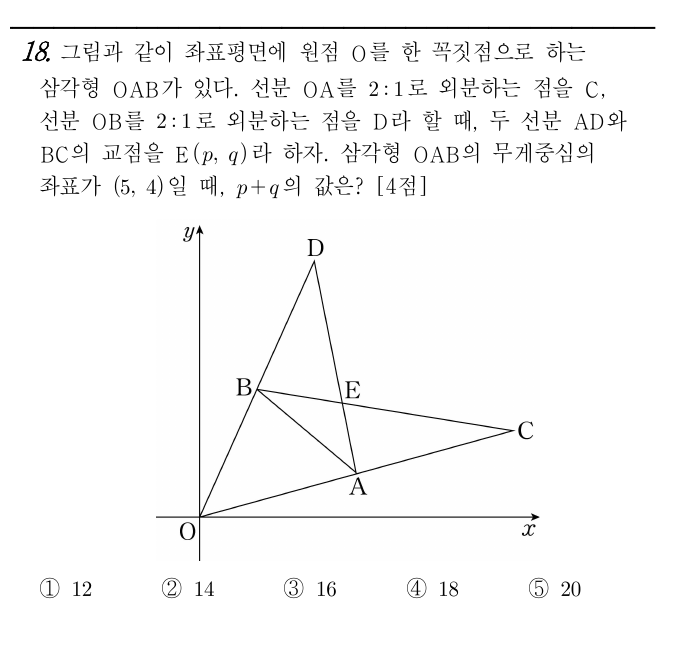 18. 그림과 같이 좌표평면에 원점 O를 한 꼭짓점으로 하는
삼각형 OAB가 있다. 선분 OA를 2:1로 외분하는 점을 C,
선분 OB를 2:1로 외분하는 점을 D라 할 때, 두 선분 AD와
BC의 교점을 E(p, q)라 하자. 삼각형 OAB의 무게중심의
좌표가 (5, 4)일 때, p+q의 값은? [4점]
y
D
B
E
C
A
O
x
① 12 ② 14 ③ 16 ④ 18 ⑤ 20